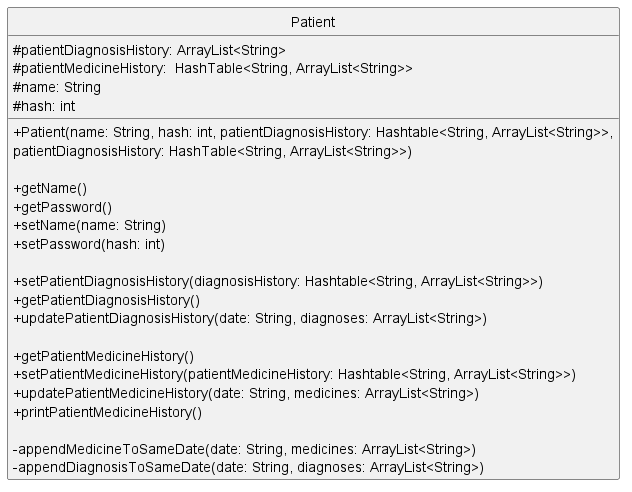 Patient
#patientDiagnosisHistory: ArrayList<String>
#patientMedicineHistory:  HashTable<String, ArrayList<String>>
#name: String
#hash: int
+Patient(name: String, hash: int, patientDiagnosisHistory: Hashtable<String, ArrayList<String>>,
patientDiagnosisHistory: HashTable<String, ArrayList<String>>)
+getName()
+getPassword()
+setName(name: String)
+setPassword(hash: int)
+setPatientDiagnosisHistory(diagnosisHistory: Hashtable<String, ArrayList<String>>)
+getPatientDiagnosisHistory()
+updatePatientDiagnosisHistory(date: String, diagnoses: ArrayList<String>)
+getPatientMedicineHistory()
+setPatientMedicineHistory(patientMedicineHistory: Hashtable<String, ArrayList<String>>)
+updatePatientMedicineHistory(date: String, medicines: ArrayList<String>)
+printPatientMedicineHistory()
-appendMedicineToSameDate(date: String, medicines: ArrayList<String>)
-appendDiagnosisToSameDate(date: String, diagnoses: ArrayList<String>)